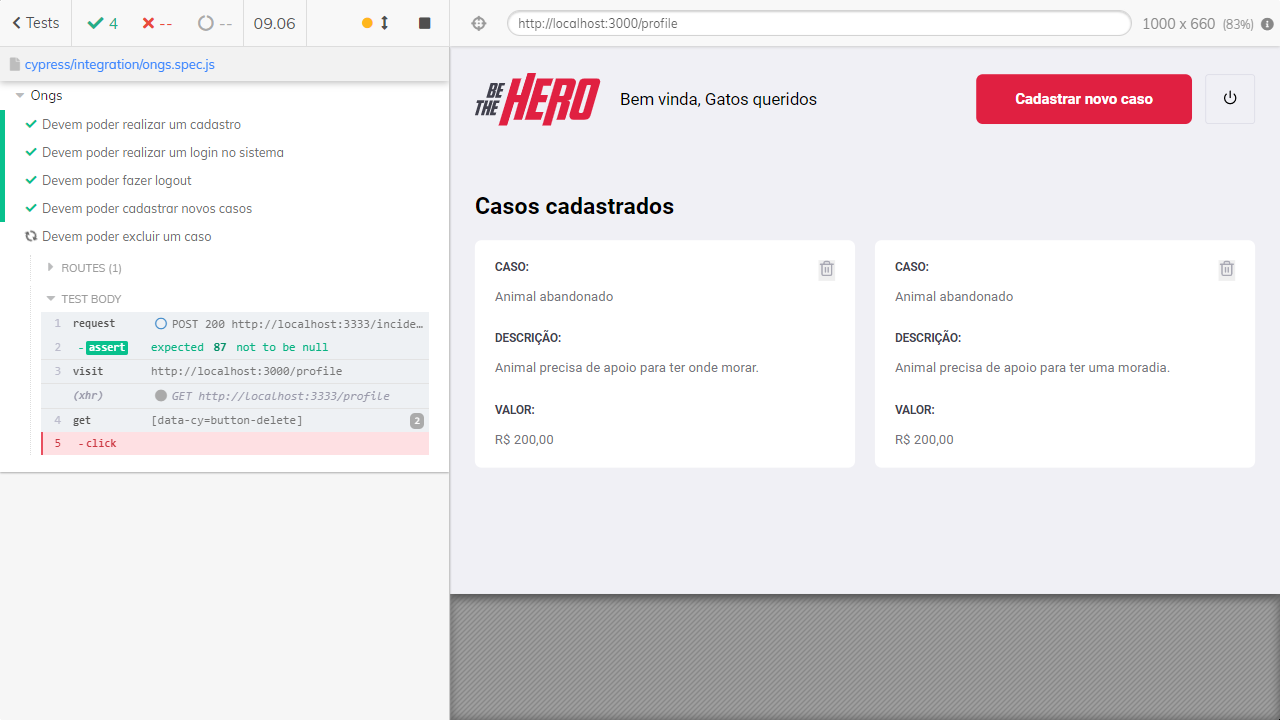 Tests
4
--
--
09.06
http://localhost:3000/profile
1000 x 660 (83%)
cypress/integration/ongs.spec.js
Ongs
Devem poder realizar um cadastro
Devem poder realizar um login no sistema
Devem poder fazer logout
Devem poder cadastrar novos casos
Devem poder excluir um caso
ROUTES (1)
TEST BODY
1 request POST 200 http://localhost:3333/incide…
2 -assert expected 87 not to be null
3 visit http://localhost:3000/profile
(xhr) GET http://localhost:3333/profile
4 get [data-cy=button-delete] 2
5 -click
BE THE HERO
Bem vinda, Gatos queridos
Cadastrar novo caso
Casos cadastrados
CASO:
Animal abandonado
DESCRIÇÃO:
Animal precisa de apoio para ter onde morar.
VALOR:
R$ 200,00
CASO:
Animal abandonado
DESCRIÇÃO:
Animal precisa de apoio para ter uma moradia.
VALOR:
R$ 200,00